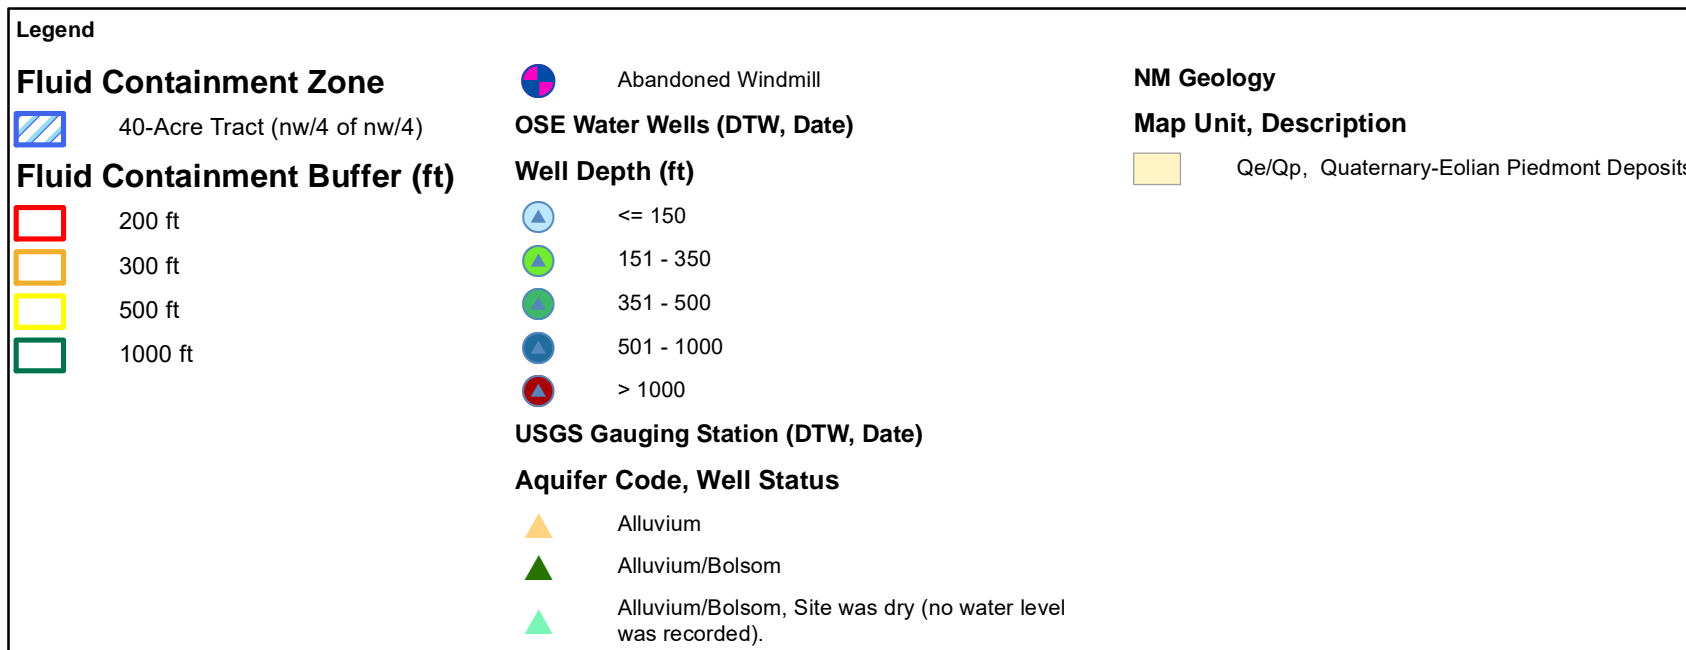 Legend
Fluid Containment Zone
40-Acre Tract (nw/4 of nw/4)
Fluid Containment Buffer (ft)
200 ft
300 ft
500 ft
1000 ft
Abandoned Windmill
OSE Water Wells (DTW, Date)
Well Depth (ft)
<= 150
151 - 350
351 - 500
501 - 1000
> 1000
USGS Gauging Station (DTW, Date)
Aquifer Code, Well Status
Alluvium
Alluvium/Bolsom
Alluvium/Bolsom, Site was dry (no water level
was recorded).
NM Geology
Map Unit, Description
Qe/Qp, Quaternary-Eolian Piedmont Deposits